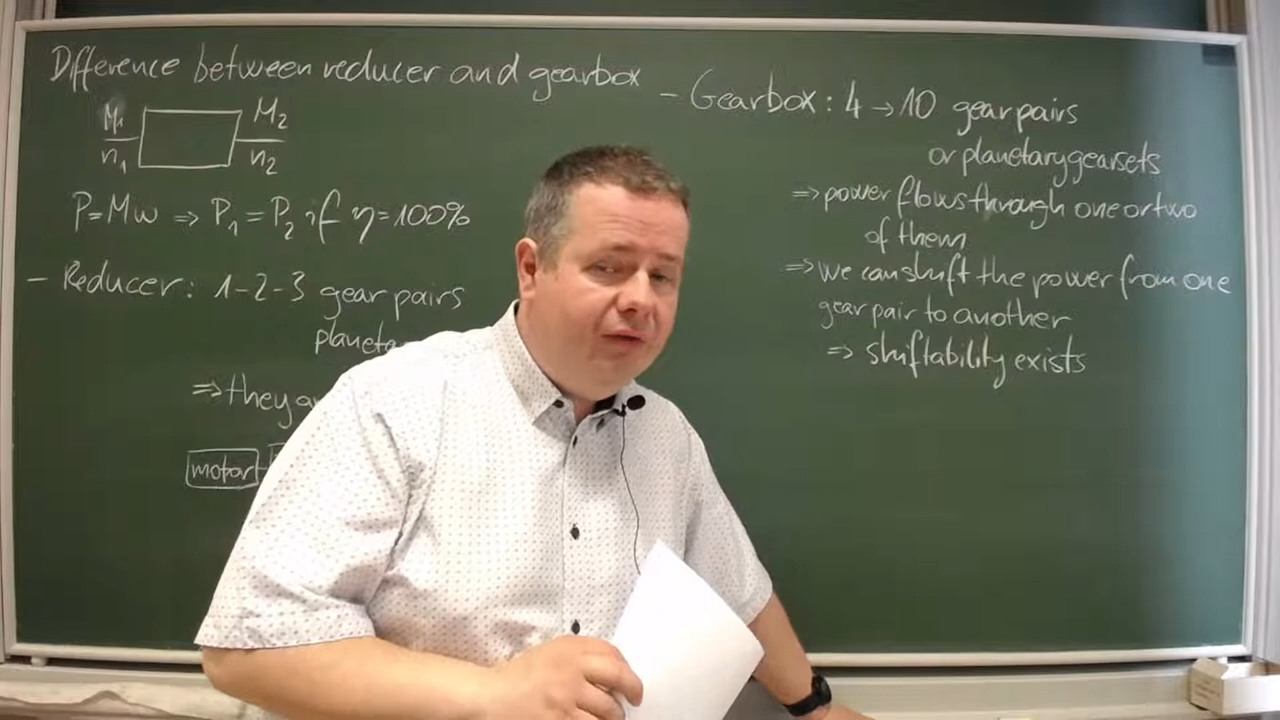 Difference between reducer and gearbox
M₁ M₂
n₁ n₂
P=Mω ⇒ P₁=P₂ if η=100%
- Reducer: 1-2-3 gear pairs
⇒ they
motor
- Gearbox: 4→10 gear pairs
or planetary gearsets
⇒ power flows through one or two
of them
⇒ we can shift the power from one
gear pair to another
⇒ shiftability exists